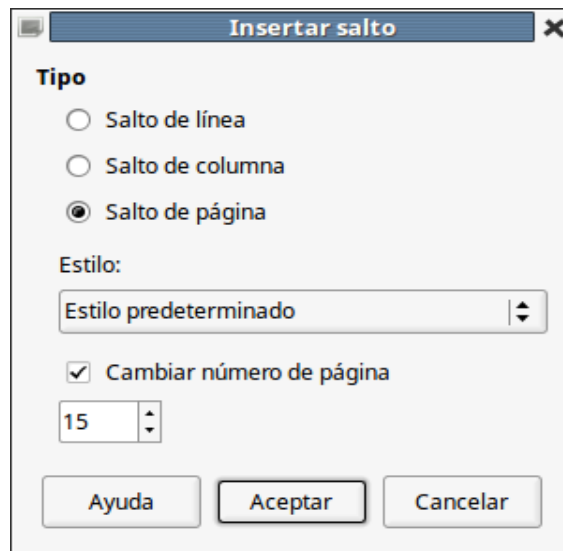 Insertar salto
Tipo
Salto de línea
Salto de columna
Salto de página
Estilo:
Estilo predeterminado
Cambiar número de página
15
Ayuda Aceptar Cancelar